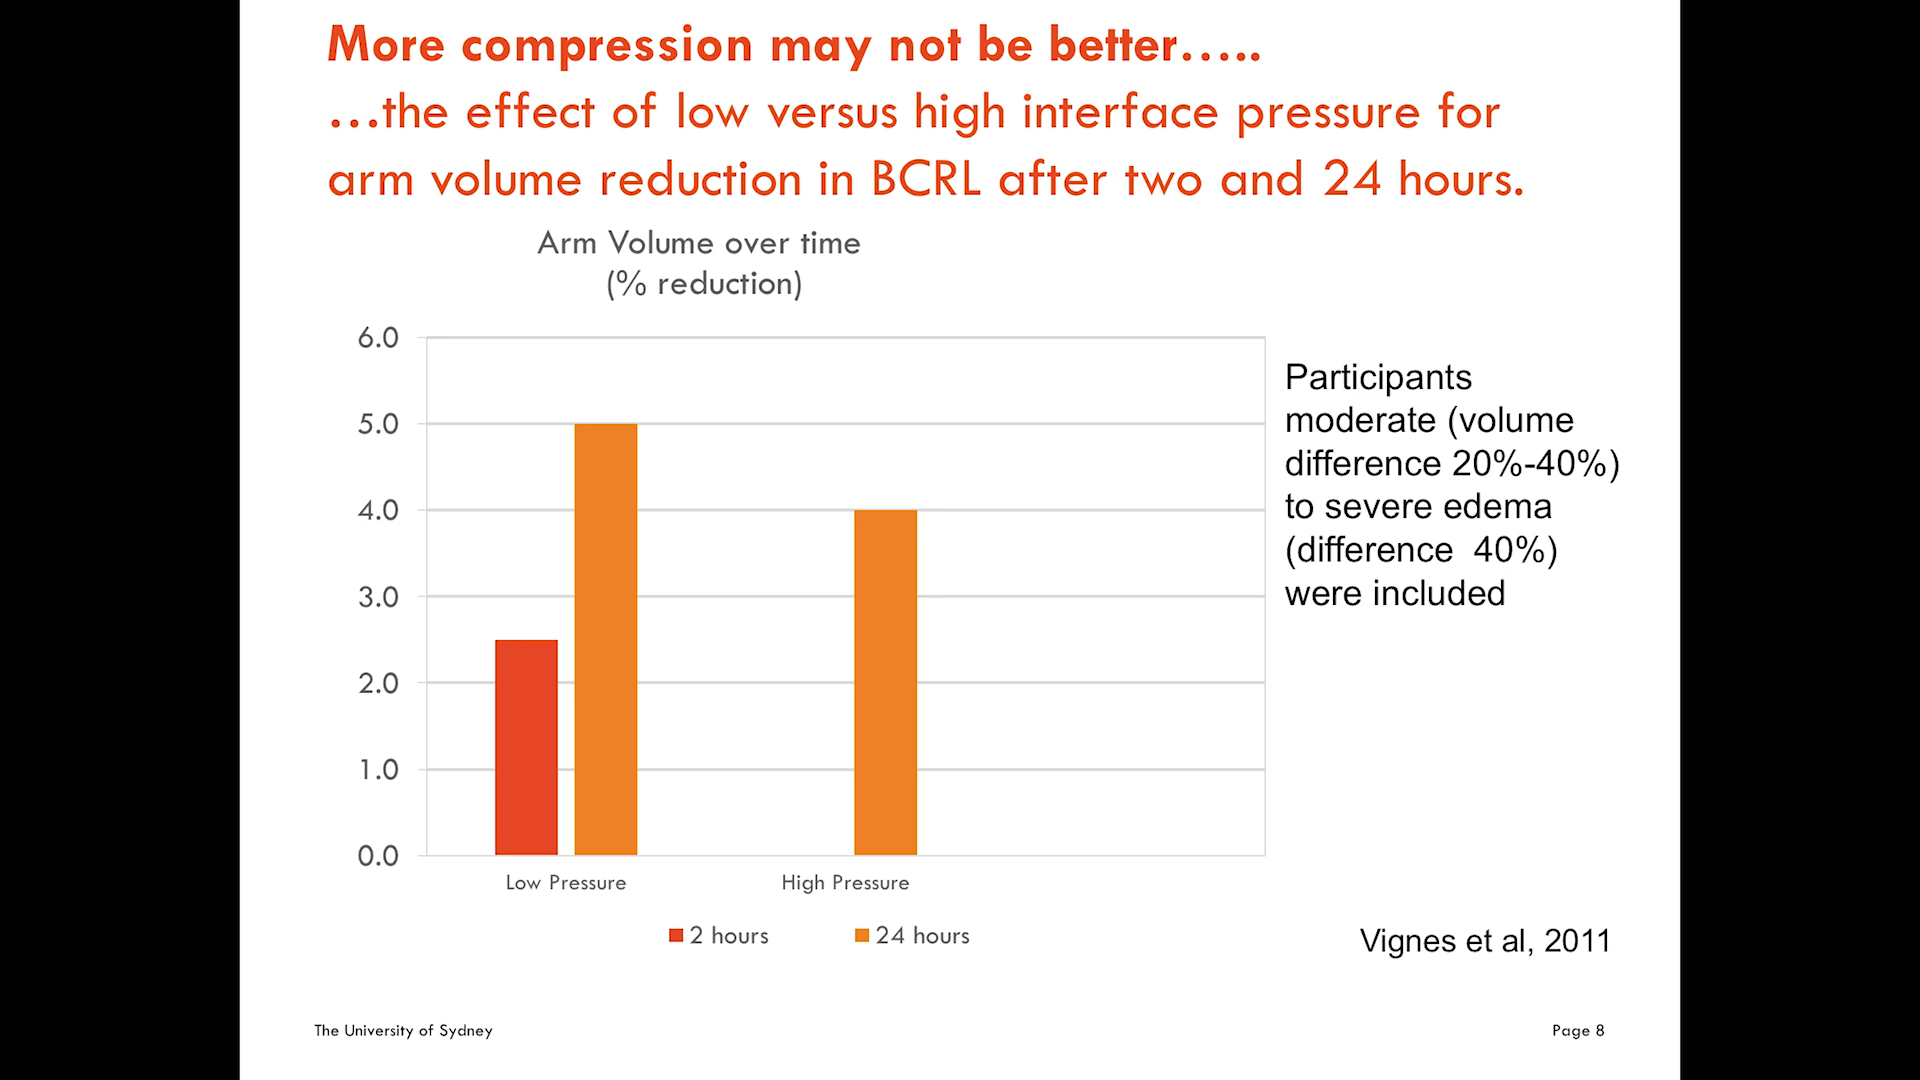 More compression may not be better…..
…the effect of low versus high interface pressure for
arm volume reduction in BCRL after two and 24 hours.
Arm Volume over time
(% reduction)
6.0
5.0
4.0
3.0
2.0
1.0
0.0
Low Pressure
High Pressure
2 hours
24 hours
Participants
moderate (volume
difference 20%-40%)
to severe edema
(difference  40%)
were included
Vignes et al, 2011
The University of Sydney
Page 8